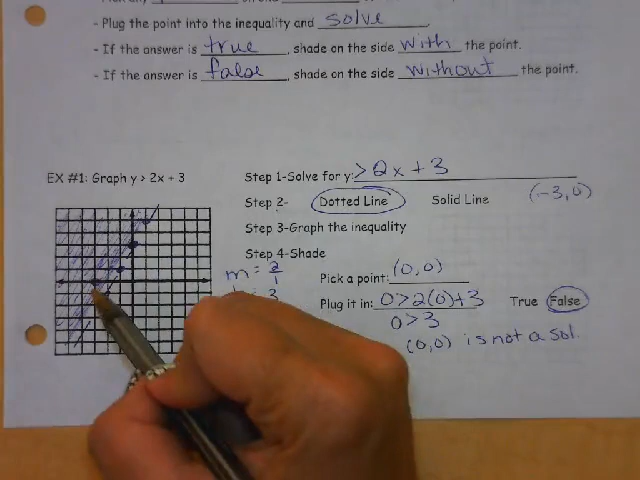 - Plug the point into the inequality and solve.
- If the answer is true, shade on the side with the point.
- If the answer is false, shade on the side without the point.
EX #1: Graph y > 2x + 3
Step 1-Solve for y: > 2x + 3
Step 2- Dotted Line Solid Line (-3, 0)
Step 3-Graph the inequality
Step 4-Shade
m = 2/1
Pick a point: (0, 0)
3
Plug it in: 0 > 2(0) + 3 True False
0 > 3
(0,0) is not a sol.